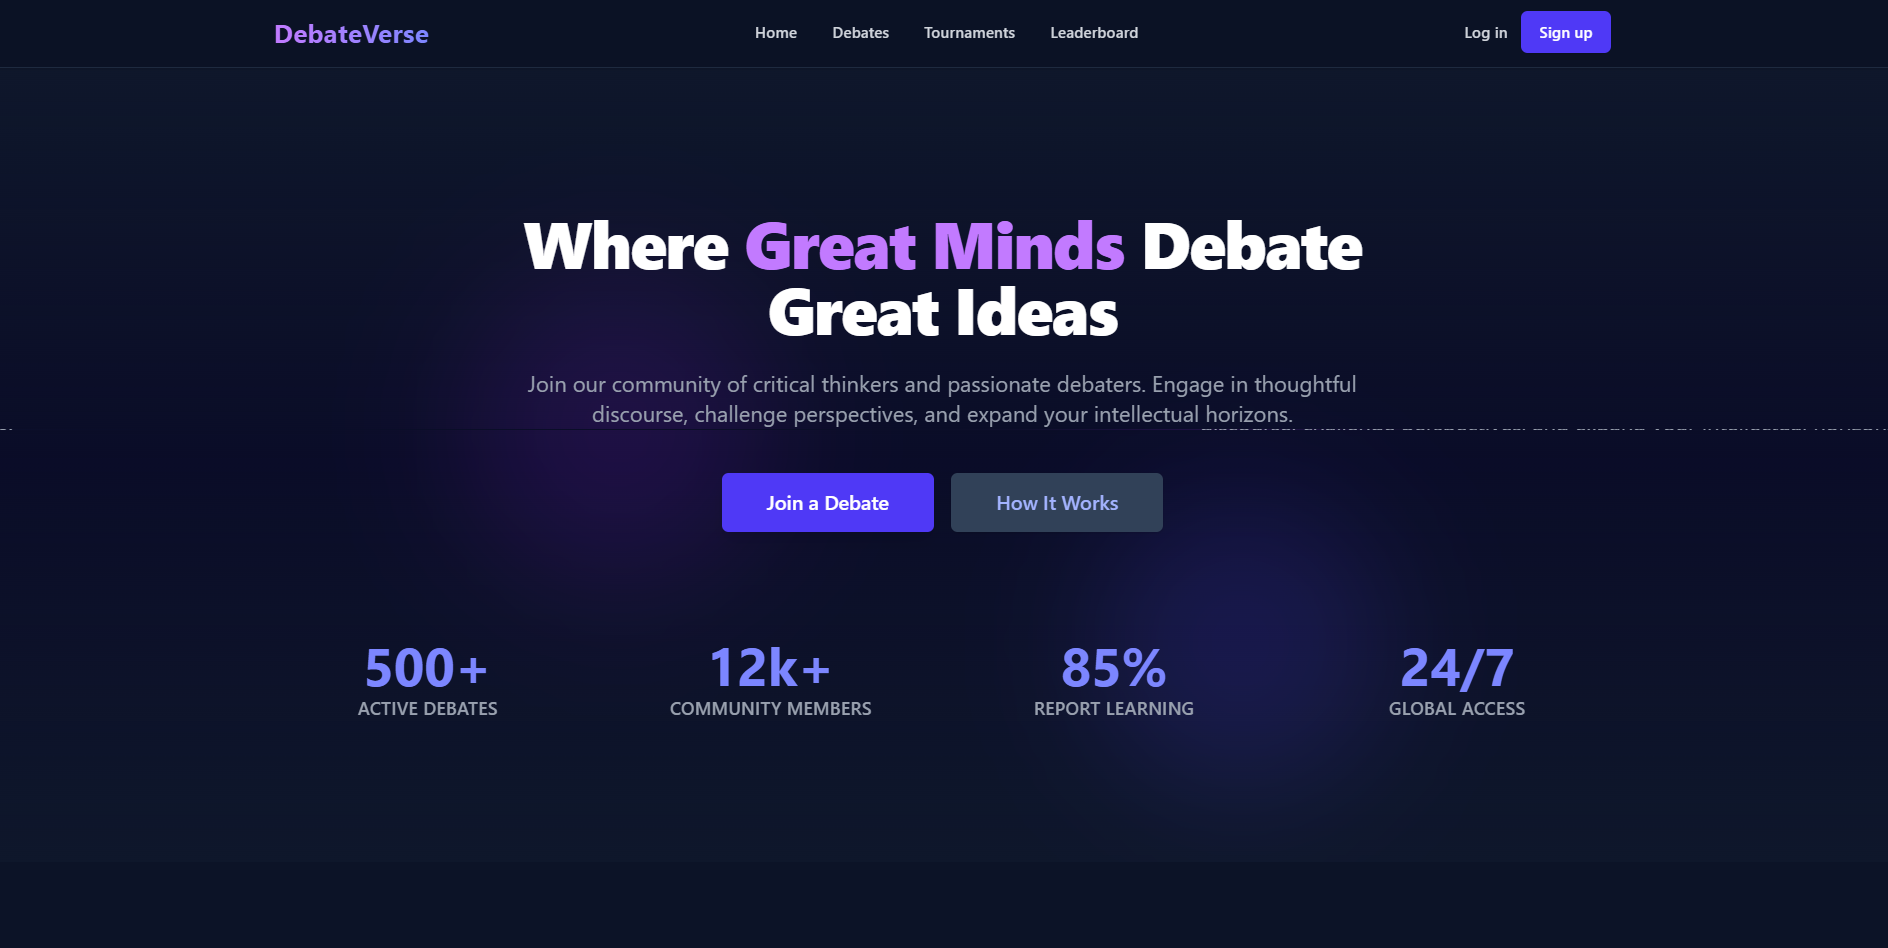 DebateVerse
Home Debates Tournaments Leaderboard
Log in Sign up
Where Great Minds Debate
Great Ideas
Join our community of critical thinkers and passionate debaters. Engage in thoughtful
discourse, challenge perspectives, and expand your intellectual horizons.
Join a Debate How It Works
500+ 12k+ 85% 24/7
ACTIVE DEBATES COMMUNITY MEMBERS REPORT LEARNING GLOBAL ACCESS